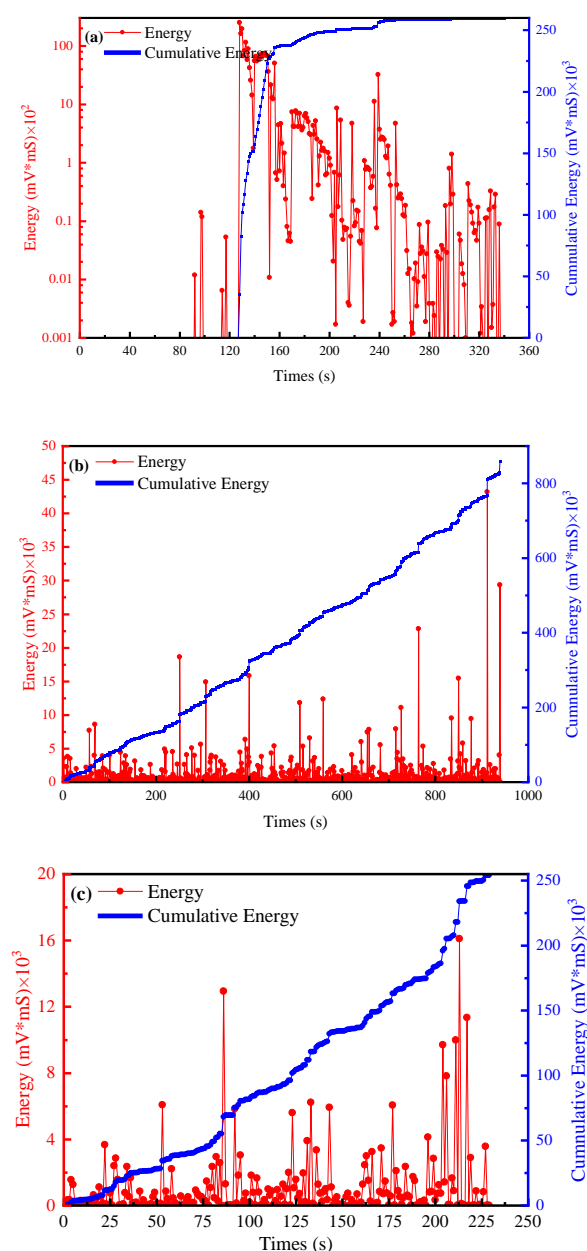 (a)
Energy
Cumulative Energy
Energy (mV*mS)×10²
100
10
1
0.1
0.01
0.001
Cumulative Energy (mV*mS)×10³
260
200
150
100
50
0
0 40 80 120 160 200 240 280 320 360
Times (s)
(b)
Energy
Cumulative Energy
Energy (mV*mS)×10³
50
45
40
35
30
25
20
15
10
5
0
Cummulative Energy (mV*mS)×10³
800
600
400
200
0
0 200 400 600 800 1000
Times (s)
(c)
Energy
Cumulative Energy
Energy (mV*mS)×10³
20
16
12
8
4
0
Cummulative Energy (mV*mS)×10³
250
200
150
100
50
0
0 25 50 75 100 125 150 175 200 225 250
Times (s)